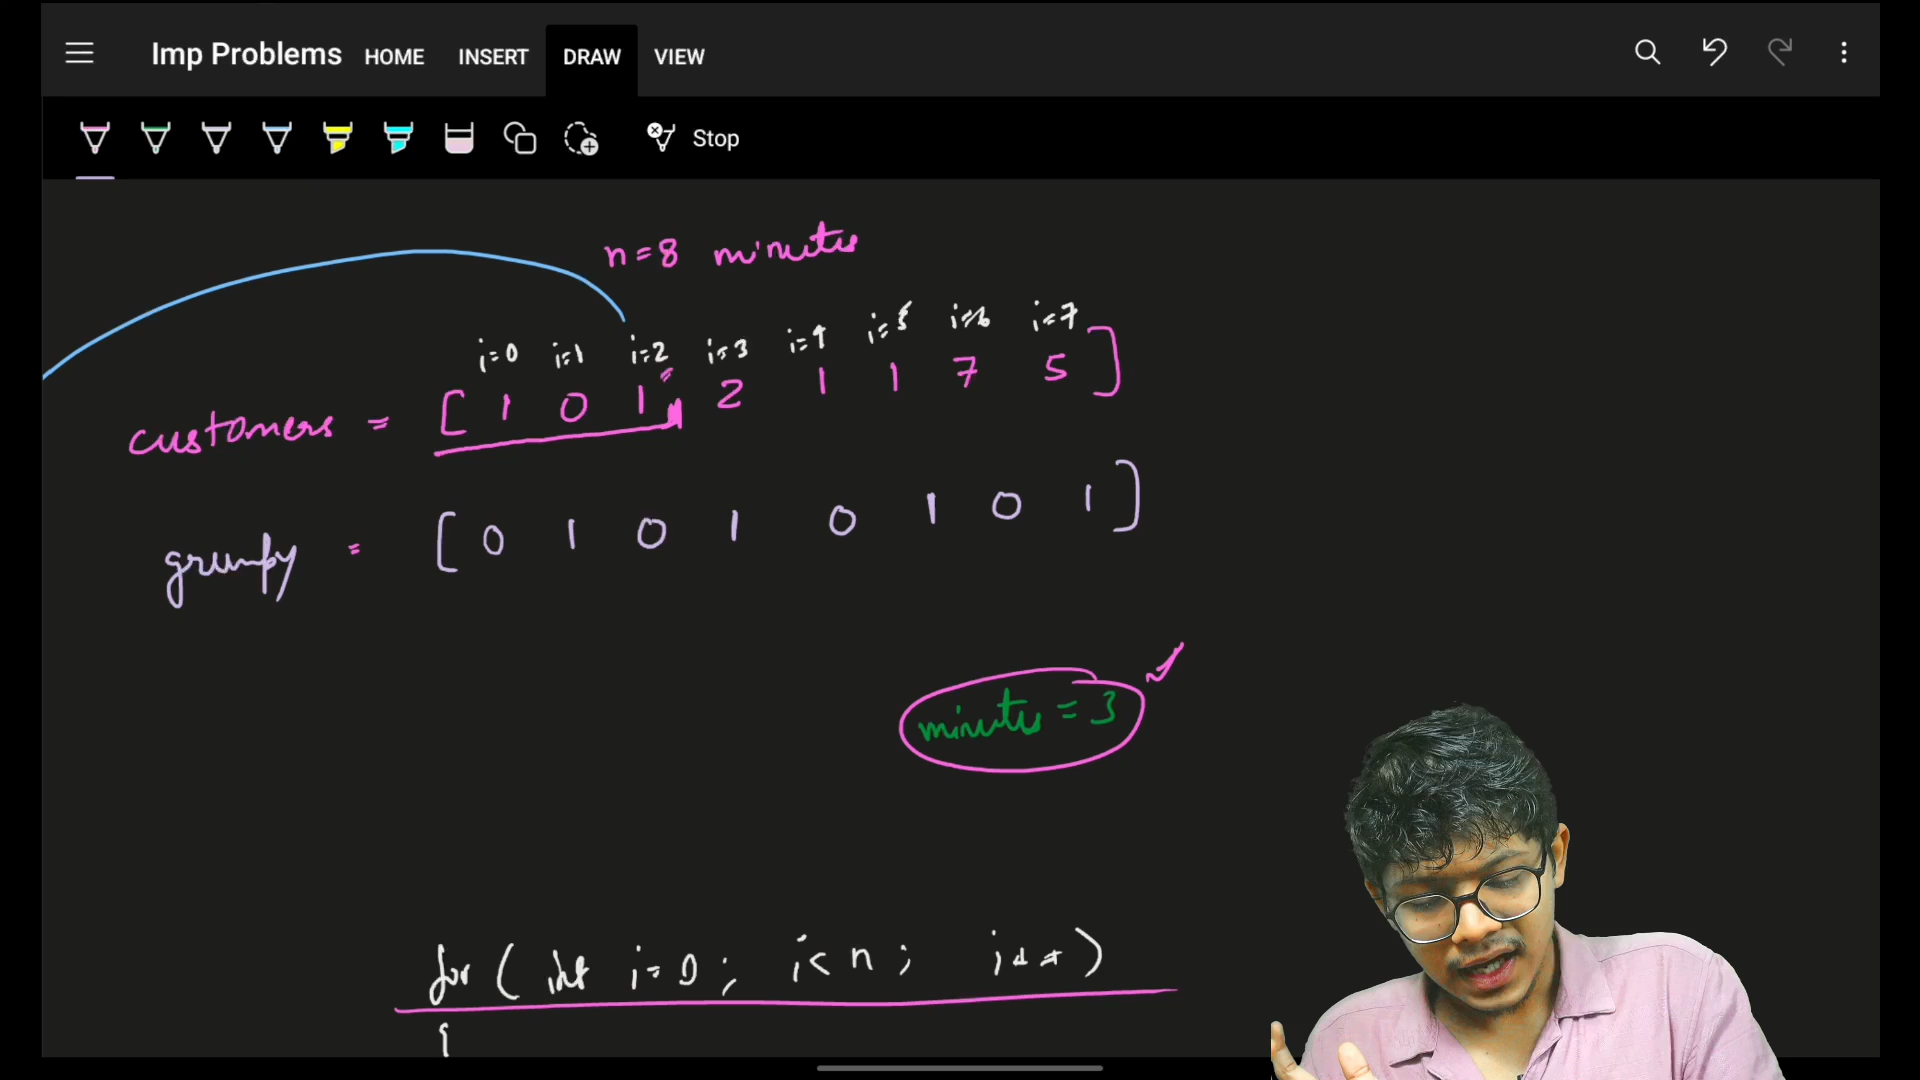 Imp Problems HOME INSERT DRAW VIEW
Stop
n=8 minutes
i=0 i=1 i=2 i=3 i=4 i=5 i=6 i=7
customers = [ 1 0 1 2 1 1 7 5 ]
grumpy = [ 0 1 0 1 0 1 0 1 ]
minutes = 3
for ( int i=0 ; i< n ; i++ )
{